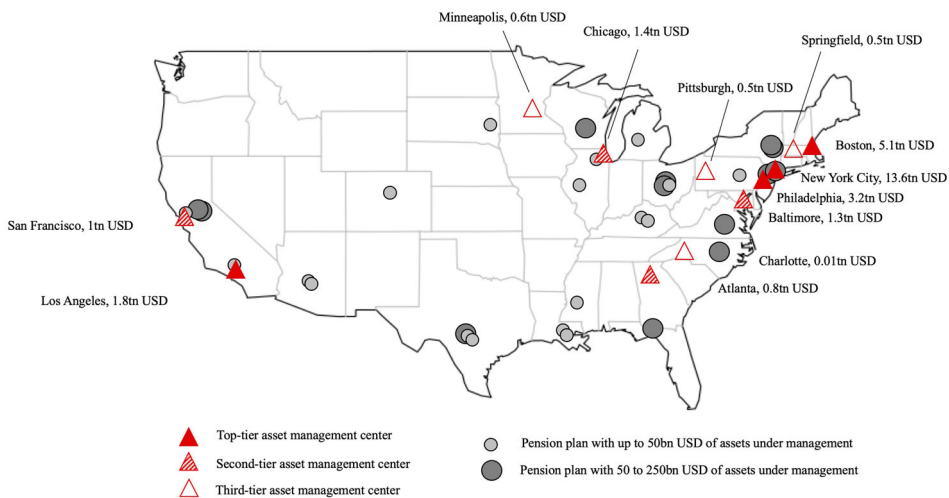 Minneapolis, 0.6tn USD
Chicago, 1.4tn USD
Springfield, 0.5tn USD
Pittsburgh, 0.5tn USD
Boston, 5.1tn USD
New York City, 13.6tn USD
Philadelphia, 3.2tn USD
Baltimore, 1.3tn USD
San Francisco, 1tn USD
Charlotte, 0.01tn USD
Atlanta, 0.8tn USD
Los Angeles, 1.8tn USD
Top-tier asset management center
Second-tier asset management center
Third-tier asset management center
Pension plan with up to 50bn USD of assets under management
Pension plan with 50 to 250bn USD of assets under management